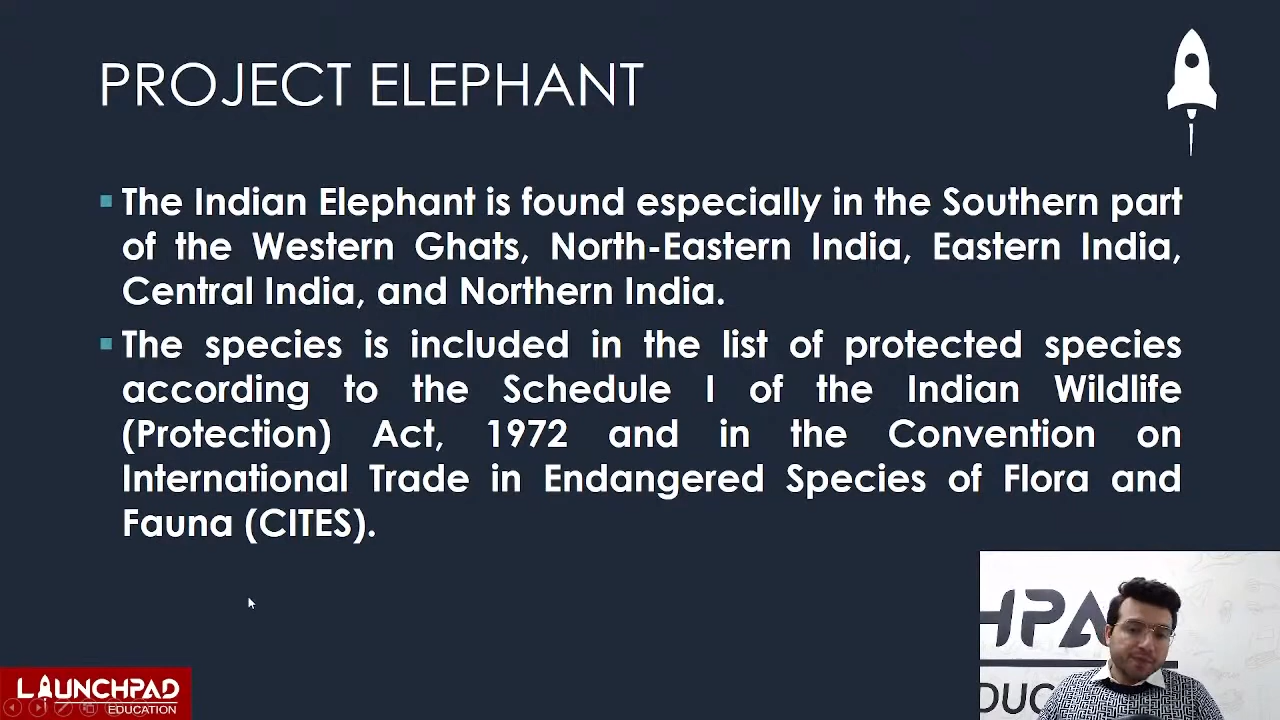 PROJECT ELEPHANT
The Indian Elephant is found especially in the Southern part
of the Western Ghats, North-Eastern India, Eastern India,
Central India, and Northern India.
The species is included in the list of protected species
according to the Schedule I of the Indian Wildlife
(Protection) Act, 1972 and in the Convention on
International Trade in Endangered Species of Flora and
Fauna (CITES).
HPA
DUC
LAUNCHPAD
EDUCATION